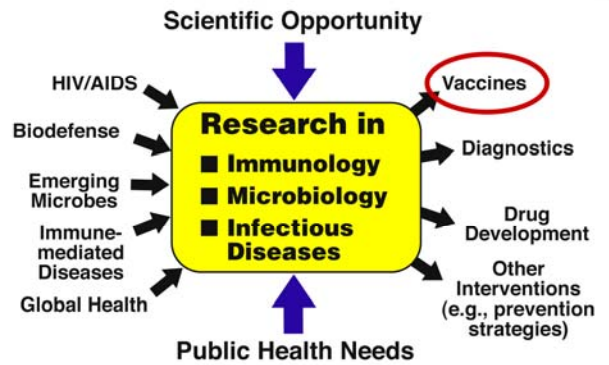 Scientific Opportunity
HIV/AIDS
Biodefense
Emerging
Microbes
Immune-
mediated
Diseases
Global Health
Research in
■ Immunology
■ Microbiology
■ Infectious
Diseases
Vaccines
Diagnostics
Drug
Development
Other
Interventions
(e.g., prevention
strategies)
Public Health Needs